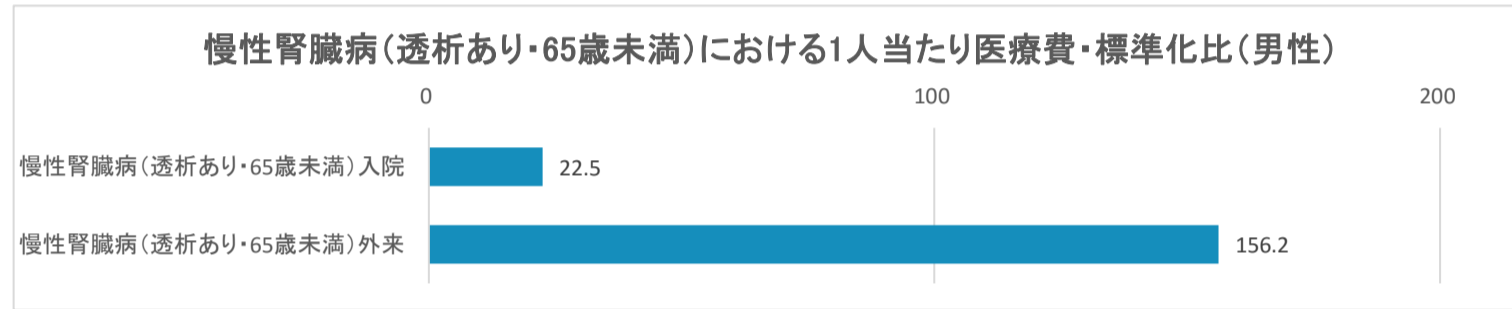 慢性腎臓病（透析あり・65歳未満）における1人当たり医療費・標準化比（男性）
0 100 200
慢性腎臓病（透析あり・65歳未満）入院 22.5
慢性腎臓病（透析あり・65歳未満）外来 156.2